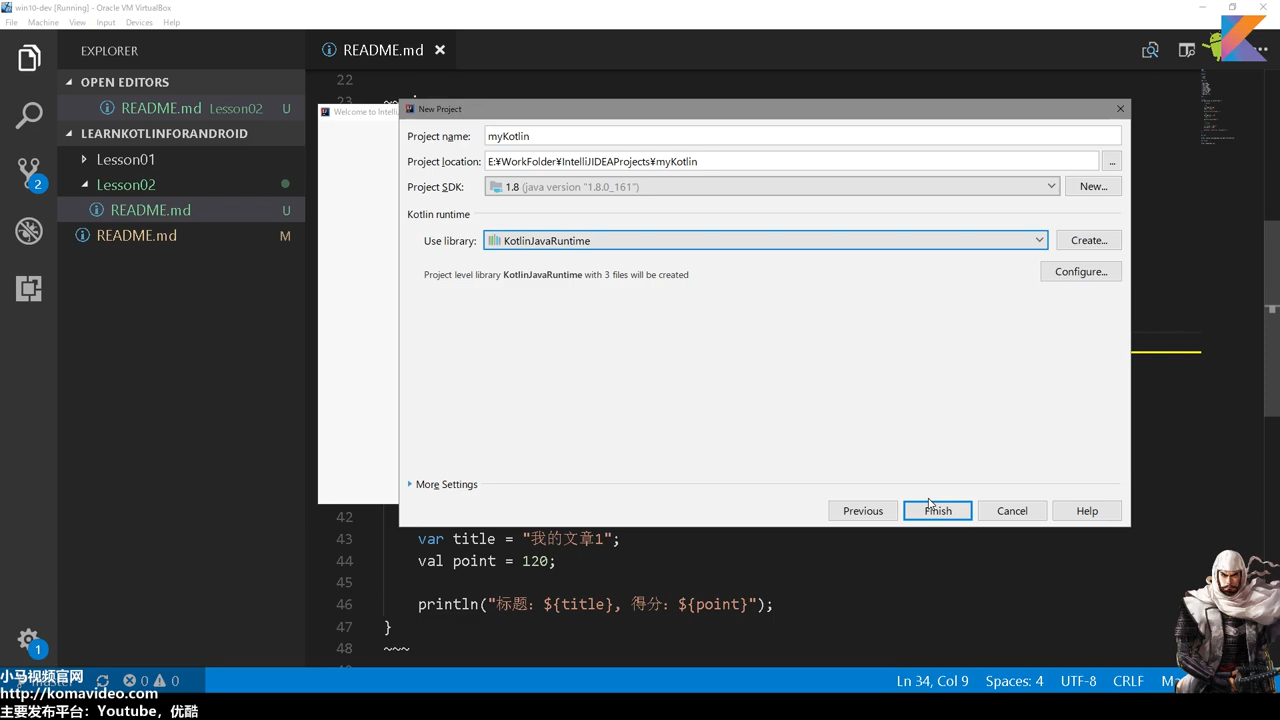 win10-dev [Running] - Oracle VM VirtualBox
File Machine View Input Devices Help
EXPLORER
README.md
OPEN EDITORS
README.md Lesson02 U
LEARNKOTLINFORANDROID
Lesson01
Lesson02
README.md U
README.md M
2
1
22
23 ~~
Welcome to Intelli
New Project
Project name: myKotlin
Project location: E:¥WorkFolder¥IntelliJIDEAProjects¥myKotlin ...
Project SDK: 1.8 (java version "1.8.0_161") New...
Kotlin runtime
Use library: KotlinJavaRuntime Create...
Project level library KotlinJavaRuntime with 3 files will be created Configure...
More Settings
Previous Finish Cancel Help
42
43 var title = "我的文章1";
44 val point = 120;
45
46 println("标题: ${title}, 得分: ${point}");
47 }
48 ~~~
0 0 Ln 34, Col 9 Spaces: 4 UTF-8 CRLF
小马视频官网
http://komavideo.com
主要发布平台：Youtube，优酷